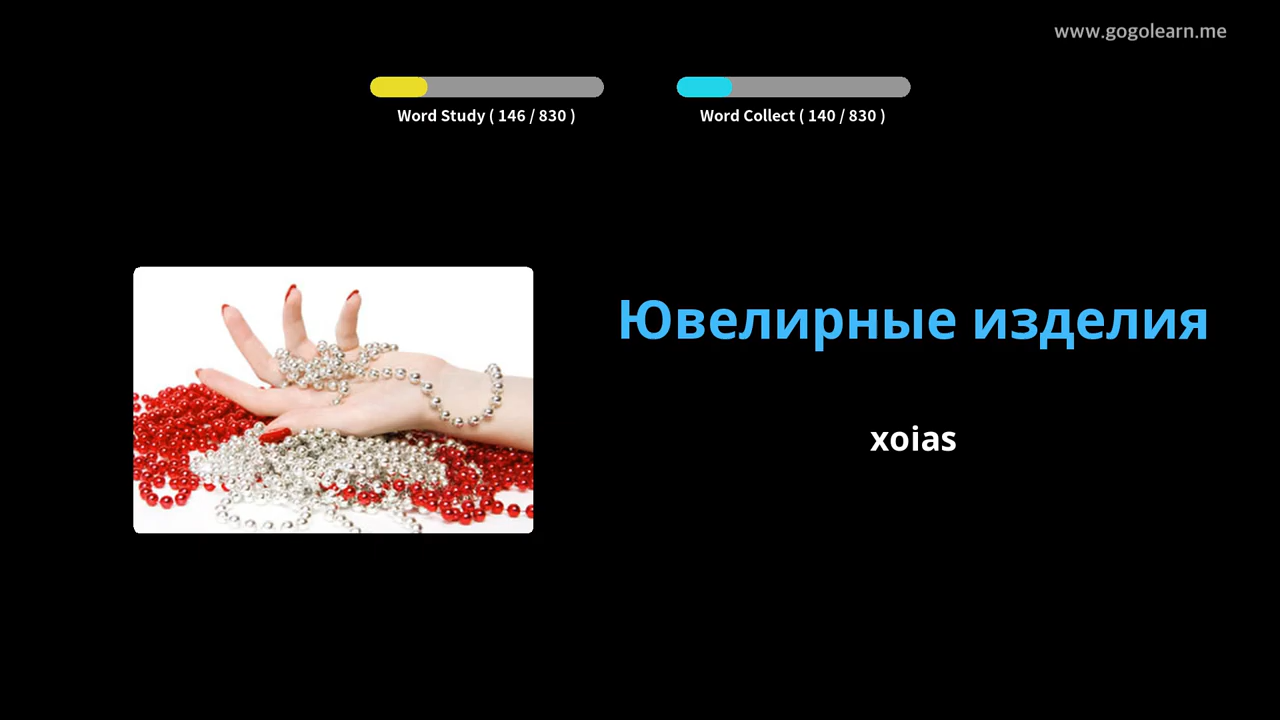 www.gogolearn.me
Word Study ( 146 / 830 )
Word Collect ( 140 / 830 )
Ювелирные изделия
xoias